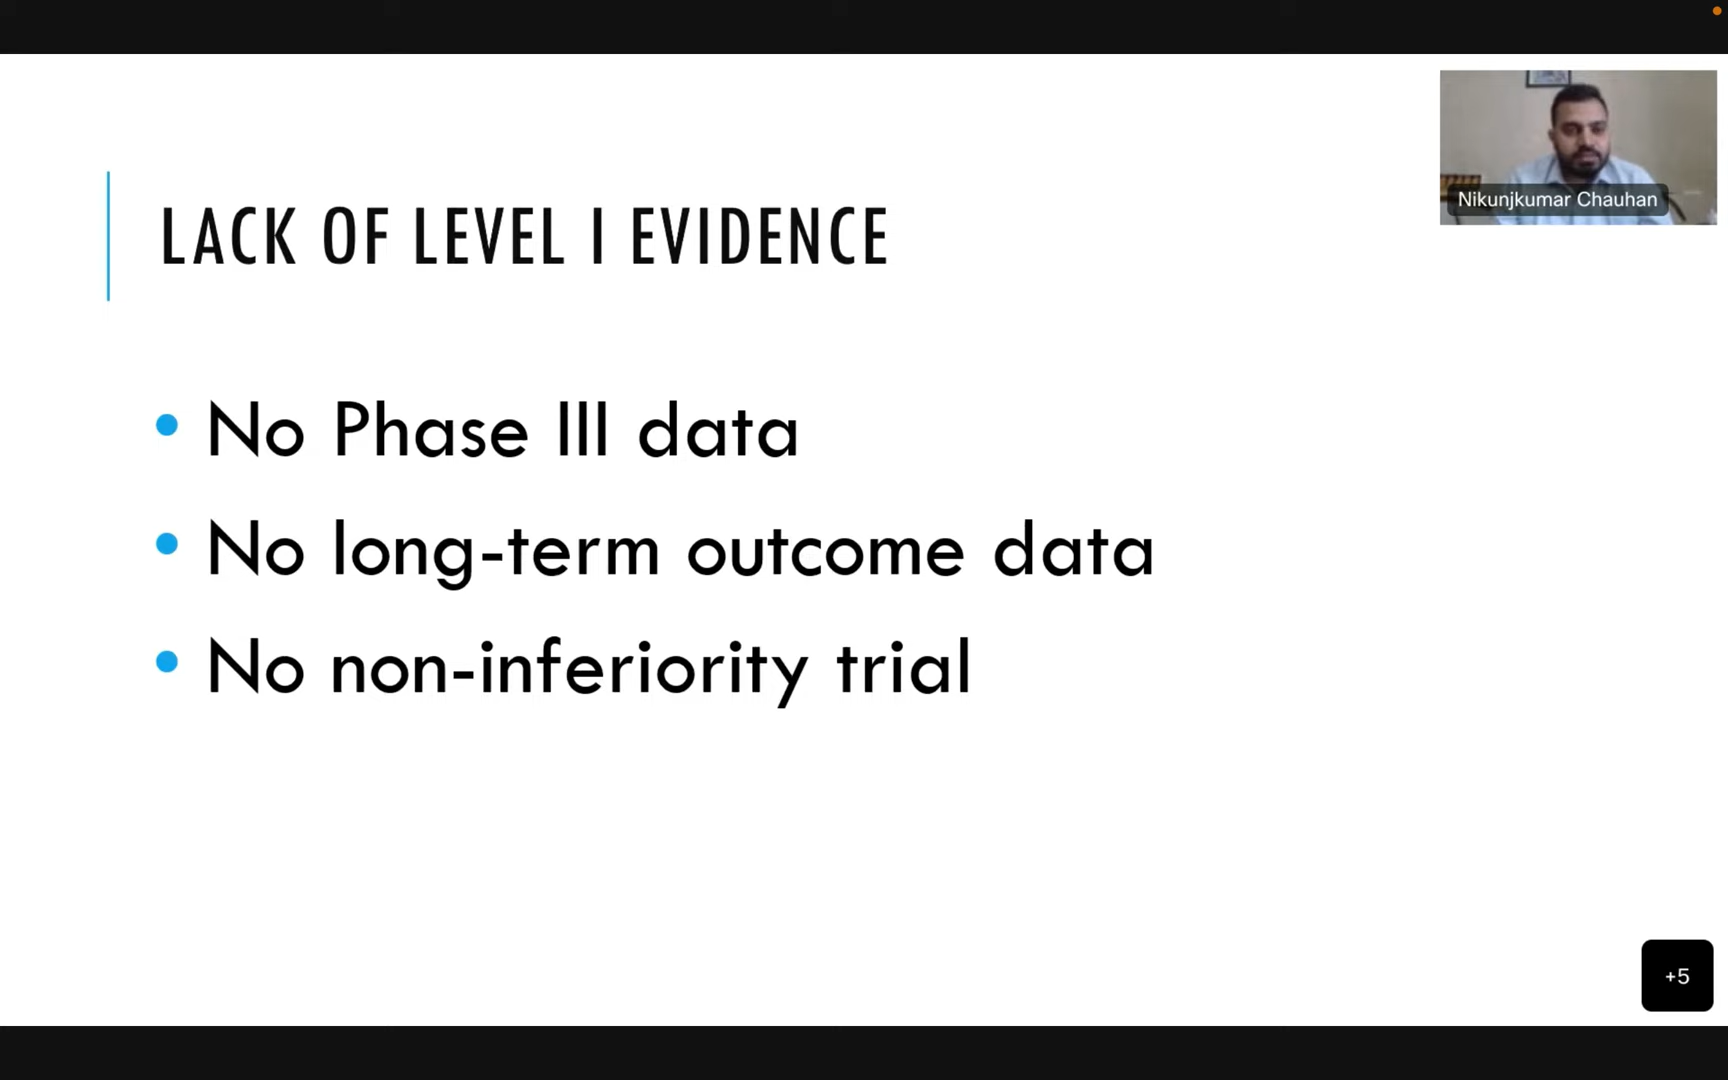 Nikunjkumar Chauhan
LACK OF LEVEL I EVIDENCE
• No Phase III data
• No long-term outcome data
• No non-inferiority trial
+5